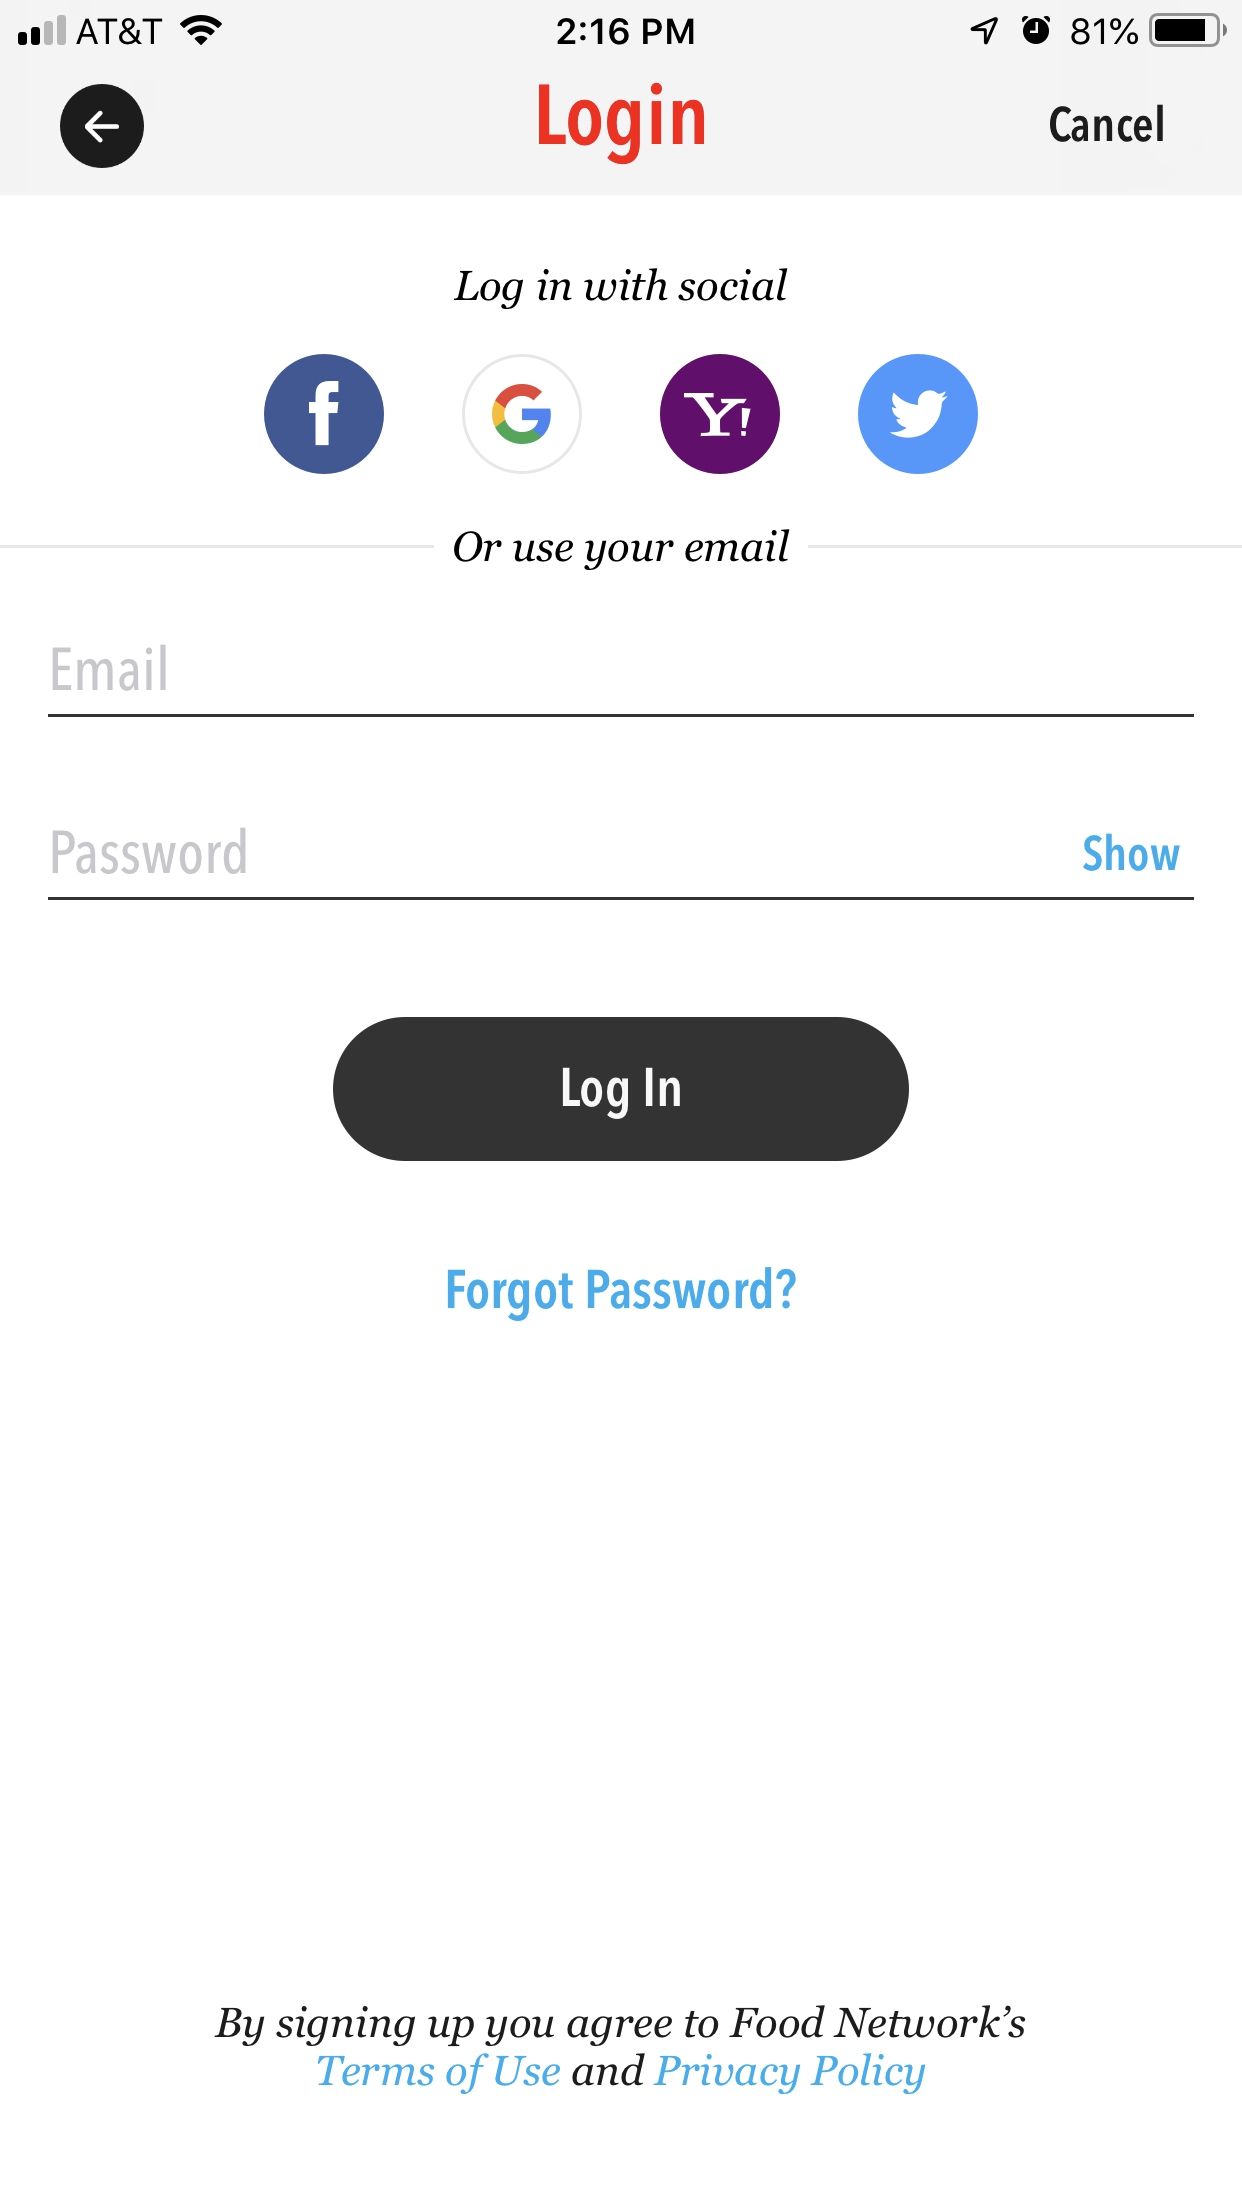 AT&T 2:16 PM 81%
Login
Cancel
Log in with social
f G Y!
Or use your email
Email
Password Show
Log In
Forgot Password?
By signing up you agree to Food Network’s
Terms of Use and Privacy Policy